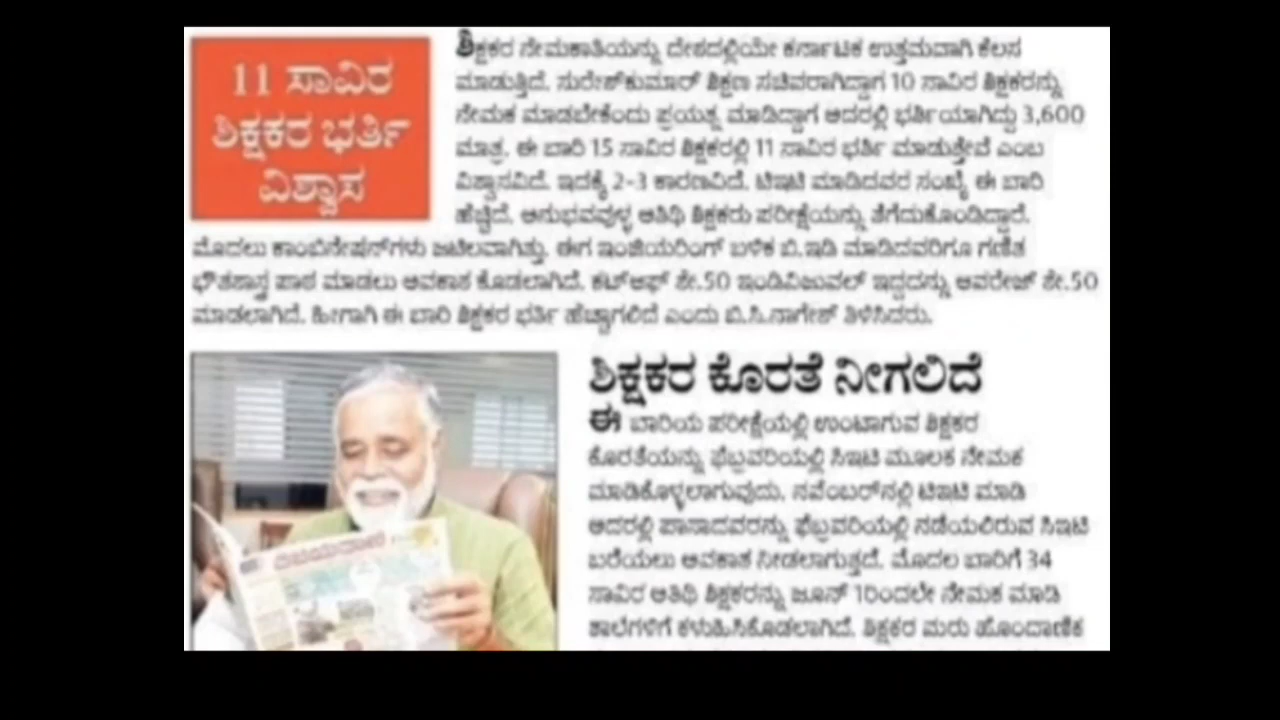 11 ಸಾವಿರ
ಶಿಕ್ಷಕರ ಭರ್ತಿ
ವಿಶ್ವಾಸ
ಶಿಕ್ಷಕರ ನೇಮಕಾತಿಯನ್ನು ದೇಶದಲ್ಲಿಯೇ ಕರ್ನಾಟಕ ಉತ್ತಮವಾಗಿ ಕೆಲಸ
ಮಾಡುತ್ತಿದೆ. ಸುರೇಶ್‌ಕುಮಾರ್ ಶಿಕ್ಷಣ ಸಚಿವರಾಗಿದ್ದಾಗ 10 ಸಾವಿರ ಶಿಕ್ಷಕರನ್ನು
ನೇಮಕ ಮಾಡಬೇಕೆಂದು ಪ್ರಯತ್ನ ಮಾಡಿದ್ದಾಗ ಅದರಲ್ಲಿ ಭರ್ತಿಯಾಗಿದ್ದು 3,600
ಮಾತ್ರ. ಈ ಬಾರಿ 15 ಸಾವಿರ ಶಿಕ್ಷಕರಲ್ಲಿ 11 ಸಾವಿರ ಭರ್ತಿ ಮಾಡುತ್ತೇವೆ ಎಂಬ
ವಿಶ್ವಾಸವಿದೆ. ಇದಕ್ಕೆ 2-3 ಕಾರಣವಿದೆ. ಟಿಇಟಿ ಮಾಡಿದವರ ಸಂಖ್ಯೆ ಈ ಬಾರಿ
ಹೆಚ್ಚಿದೆ. ಅನುಭವವುಳ್ಳ ಅತಿಥಿ ಶಿಕ್ಷಕರು ಪರೀಕ್ಷೆಯನ್ನು ತೆಗೆದುಕೊಂಡಿದ್ದಾರೆ.
ಮೊದಲು ಕಾಂಬಿನೇಷನ್‌ಗಳು ಜಟಿಲವಾಗಿತ್ತು. ಈಗ ಇಂಜಿಯರಿಂಗ್ ಬಳಿಕ ಬಿ.ಇಡಿ ಮಾಡಿದವರಿಗೂ ಗಣಿತ
ಭೌತಶಾಸ್ತ್ರ ಪಾಠ ಮಾಡಲು ಅವಕಾಶ ಕೊಡಲಾಗಿದೆ. ಕಟ್‌ಆಫ್ ಶೇ.50 ಇಂಡಿವಿಜುವಲ್ ಇದ್ದದ್ದನ್ನು ಆವರೇಜ್ ಶೇ.50
ಮಾಡಲಾಗಿದೆ. ಹೀಗಾಗಿ ಈ ಬಾರಿ ಶಿಕ್ಷಕರ ಭರ್ತಿ ಹೆಚ್ಚಾಗಲಿದೆ ಎಂದು ಬಿ.ಸಿ.ನಾಗೇಶ್ ತಿಳಿಸಿದರು.
ಶಿಕ್ಷಕರ ಕೊರತೆ ನೀಗಲಿದೆ
ಈ ಬಾರಿಯ ಪರೀಕ್ಷೆಯಲ್ಲಿ ಉಂಟಾಗುವ ಶಿಕ್ಷಕರ
ಕೊರತೆಯನ್ನು ಫೆಬ್ರವರಿಯಲ್ಲಿ ಸಿಇಟಿ ಮೂಲಕ ನೇಮಕ
ಮಾಡಿಕೊಳ್ಳಲಾಗುವುದು. ನವೆಂಬರ್‌ನಲ್ಲಿ ಟಿಇಟಿ ಮಾಡಿ
ಅದರಲ್ಲಿ ಪಾಸಾದವರನ್ನು ಫೆಬ್ರವರಿಯಲ್ಲಿ ನಡೆಯಲಿರುವ ಸಿಇಟಿ
ಬರೆಯಲು ಅವಕಾಶ ನೀಡಲಾಗುತ್ತದೆ. ಮೊದಲ ಬಾರಿಗೆ 34
ಸಾವಿರ ಅತಿಥಿ ಶಿಕ್ಷಕರನ್ನು ಜೂನ್ 1ರಿಂದಲೇ ನೇಮಕ ಮಾಡಿ
ಶಾಲೆಗಳಿಗೆ ಕಳುಹಿಸಿಕೊಡಲಾಗಿದೆ. ಶಿಕ್ಷಕರ ಮರು ಹೊಂದಾಣಿಕೆ